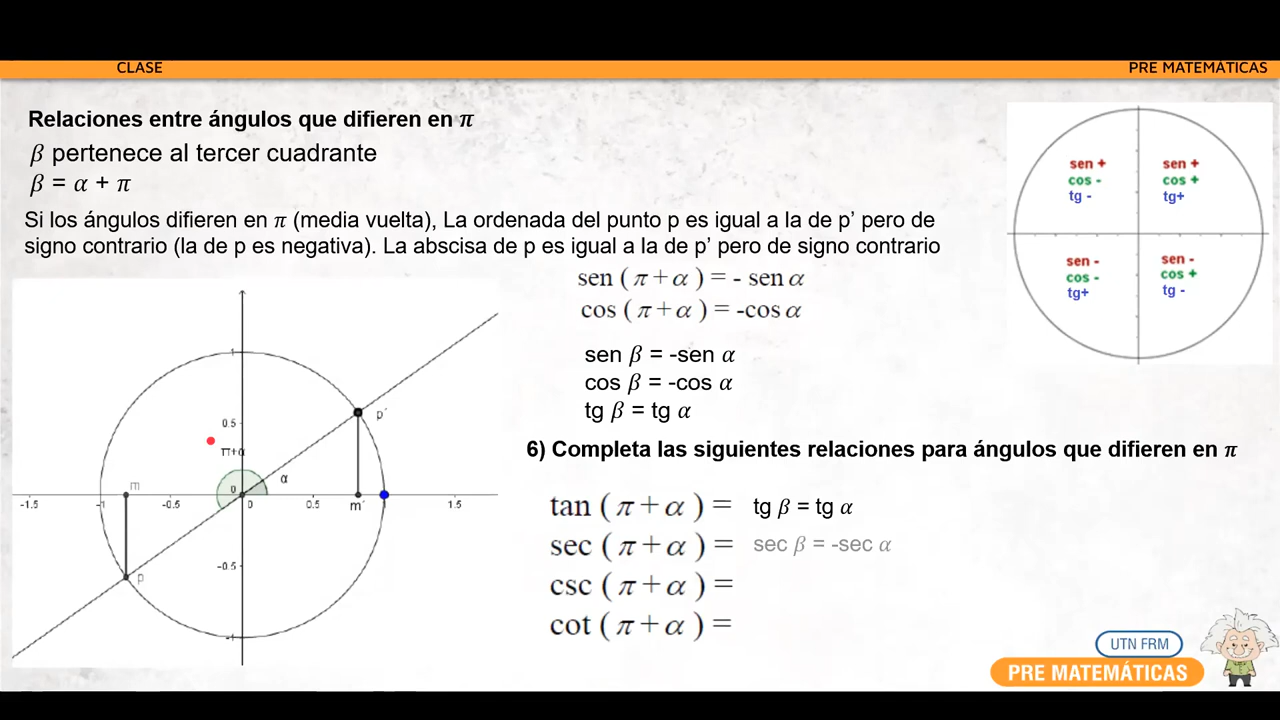 CLASE
PRE MATEMÁTICAS
Relaciones entre ángulos que difieren en π
β pertenece al tercer cuadrante
β = α + π
Si los ángulos difieren en π (media vuelta), La ordenada del punto p es igual a la de p’ pero de
signo contrario (la de p es negativa). La abscisa de p es igual a la de p’ pero de signo contrario
sen ( π + α ) = - sen α
cos ( π + α ) = -cos α
sen β = -sen α
cos β = -cos α
tg β = tg α
6) Completa las siguientes relaciones para ángulos que difieren en π
tan ( π + α ) = tg β = tg α
sec ( π + α ) = sec β = -sec α
csc ( π + α ) =
cot ( π + α ) =
sen + sen +
cos - cos +
tg - tg+
sen - sen -
cos - cos +
tg+ tg -
1
0.5
p´
π+α
α
m
0
-1.5 -1 -0.5 0 0.5 m´ 1 1.5
-0.5
p
-1
UTN FRM
PRE MATEMÁTICAS